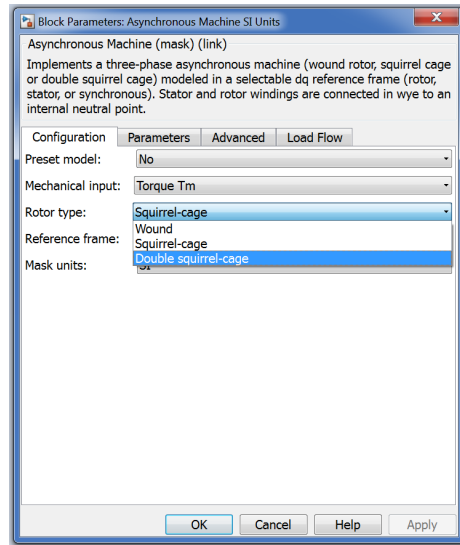 Block Parameters: Asynchronous Machine SI Units
X
Asynchronous Machine (mask) (link)
Implements a three-phase asynchronous machine (wound rotor, squirrel cage
or double squirrel cage) modeled in a selectable dq reference frame (rotor,
stator, or synchronous). Stator and rotor windings are connected in wye to an
internal neutral point.
Configuration Parameters Advanced Load Flow
Preset model: No
Mechanical input: Torque Tm
Rotor type: Squirrel-cage
Wound
Reference frame: Squirrel-cage
Double squirrel-cage
Mask units: SI
OK Cancel Help Apply